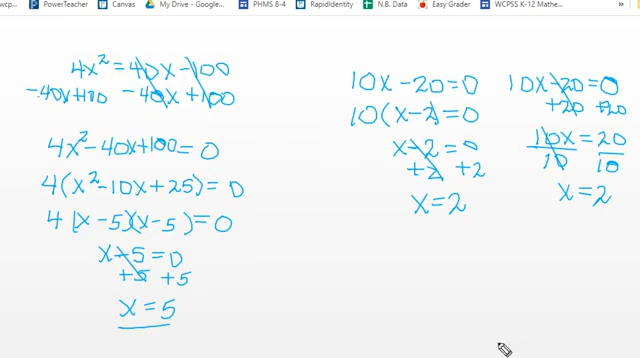 wcp... PowerTeacher Canvas My Drive - Google D... RapidIdentity N.B. Data Easy Grader WCPSS K-12 Mathe...
4x² = 40x - 100
-40x+100 -40x+100
4x² - 40x + 100 = 0
4(x² - 10x + 25) = 0
4(x - 5)(x - 5) = 0
x - 5 = 0
+5 +5
x = 5
10x - 20 = 0
10(x - 2) = 0
x - 2 = 0
+2 +2
x = 2
10x - 20 = 0
+20 +20
10x = 20
10 10
x = 2